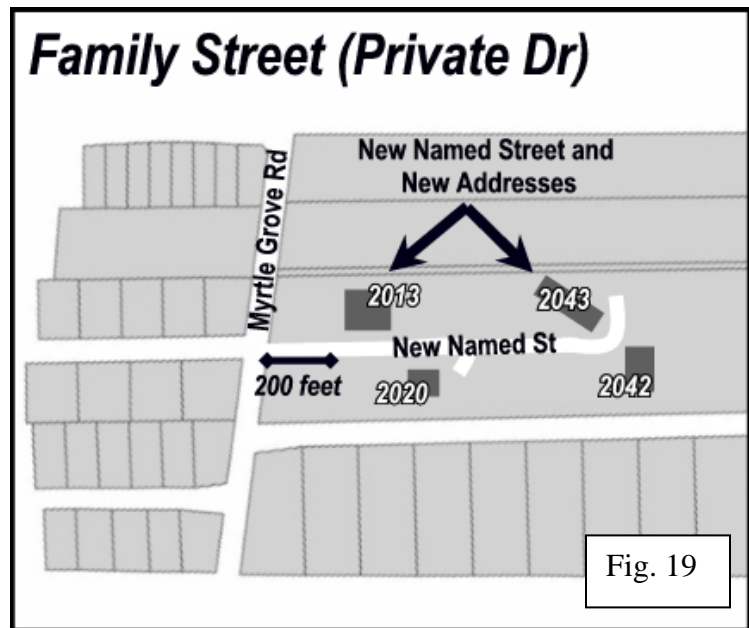 Family Street (Private Dr)
New Named Street and
New Addresses
Myrtle Grove Rd
2013
2043
New Named St
200 feet
2020
2042
Fig. 19